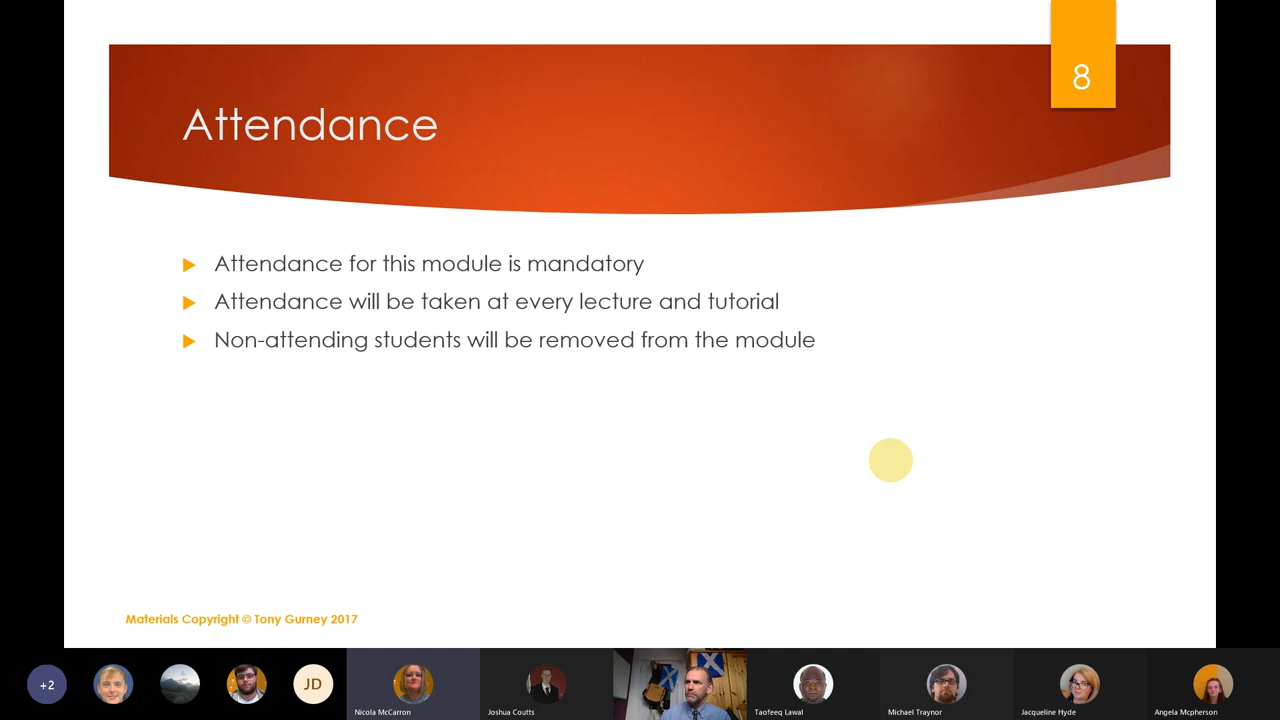 8
Attendance
Attendance for this module is mandatory
Attendance will be taken at every lecture and tutorial
Non-attending students will be removed from the module
Materials Copyright © Tony Gurney 2017
+2
JD
Nicola McCarron
Joshua Coutts
Taofeeq Lawal
Michael Traynor
Jacqueline Hyde
Angela Mcpherson